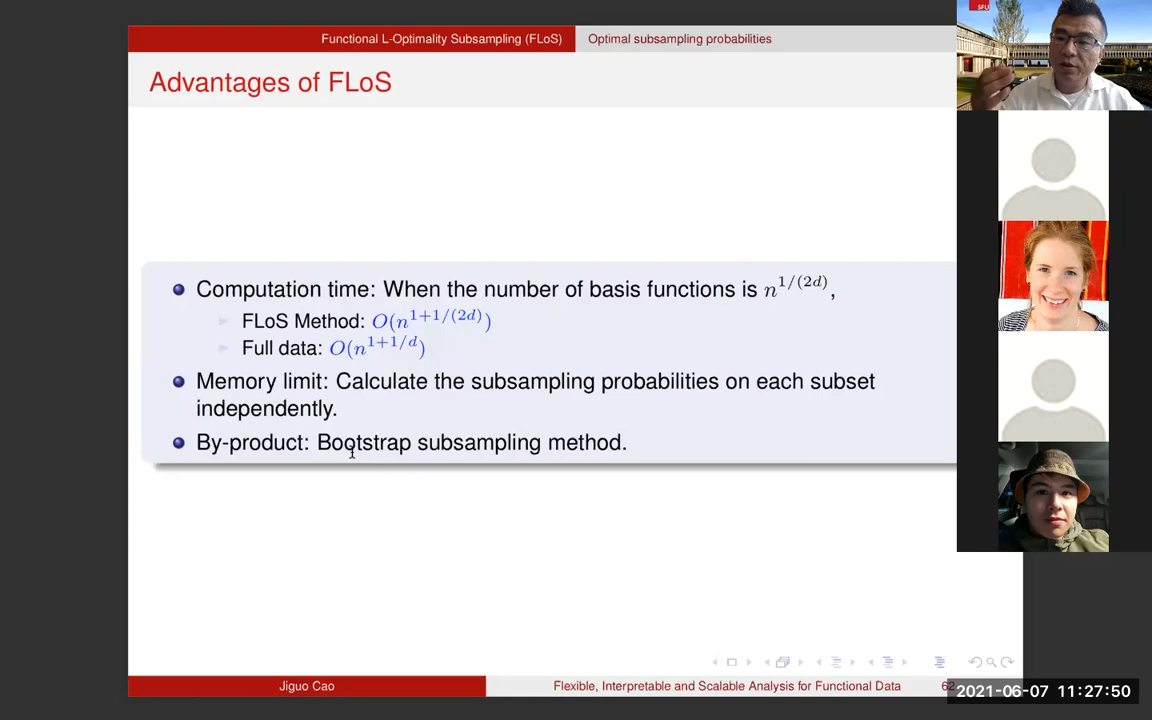 Functional L-Optimality Subsampling (FLoS) Optimal subsampling probabilities
SFU
Advantages of FLoS
Computation time: When the number of basis functions is n^{1/(2d)},
FLoS Method: O(n^{1+1/(2d)})
Full data: O(n^{1+1/d})
Memory limit: Calculate the subsampling probabilities on each subset
independently.
By-product: Bootstrap subsampling method.
Jiguo Cao Flexible, Interpretable and Scalable Analysis for Functional Data
2021-06-07 11:27:50